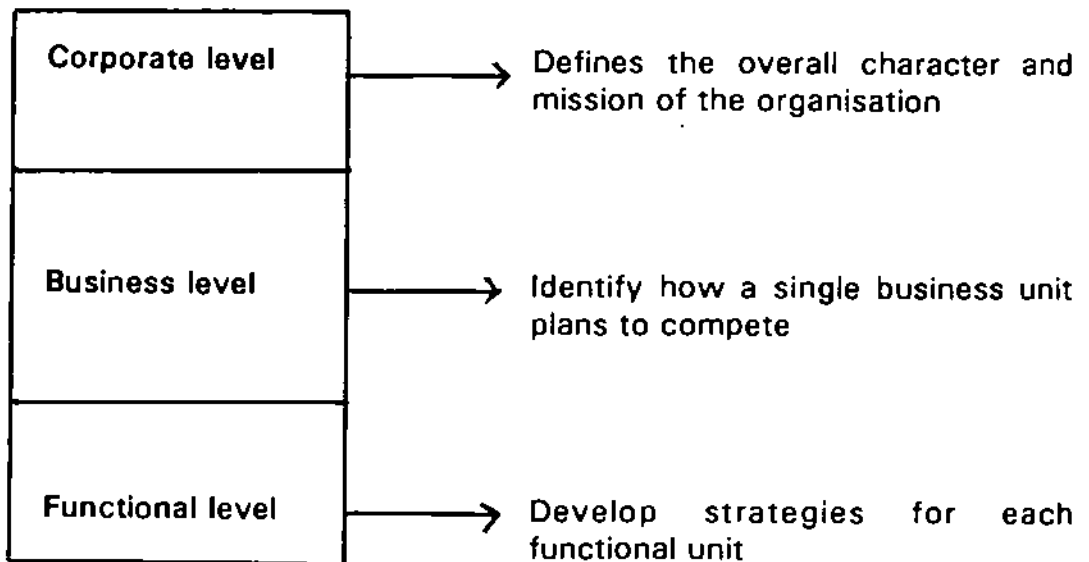 Corporate level
Defines the overall character and
mission of the organisation
Business level
Identify how a single business unit
plans to compete
Functional level
Develop strategies for each
functional unit